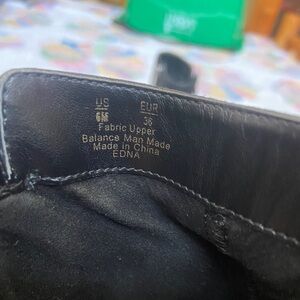 US EUR
6M 36
Fabric Upper
Balance Man Made
Made in China
EDNA